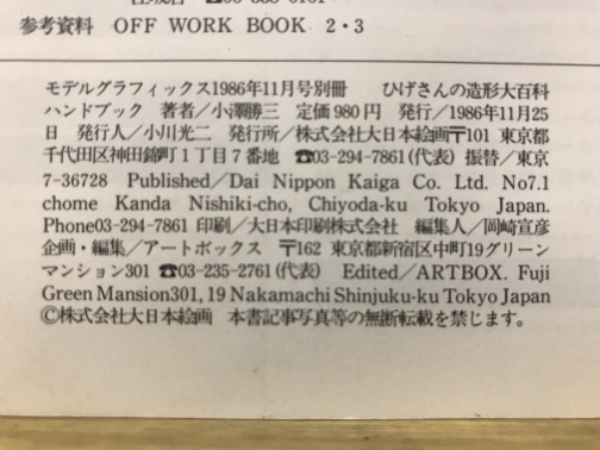 参考資料 OFF WORK BOOK 2・3
モデルグラフィックス1986年11月号別冊 ひげさんの造形大百科
ハンドブック 著者／小澤勝三 定価980円 発行／1986年11月25
日 発行人／小川光二 発行所／株式会社大日本絵画〒101 東京都
千代田区神田錦町1丁目7番地 ☎03-294-7861(代表) 振替／東京
7-36728 Published／Dai Nippon Kaiga Co. Ltd. No7.1
chome Kanda Nishiki-cho, Chiyoda-ku Tokyo Japan.
Phone03-294-7861 印刷／大日本印刷株式会社 編集人／岡崎宣彦
企画・編集／アートボックス 〒162 東京都新宿区中町19グリーン
マンション301 ☎03-235-2761(代表) Edited／ARTBOX. Fuji
Green Mansion301, 19 Nakamachi Shinjuku-ku Tokyo Japan
©株式会社大日本絵画 本書記事写真等の無断転載を禁じます。